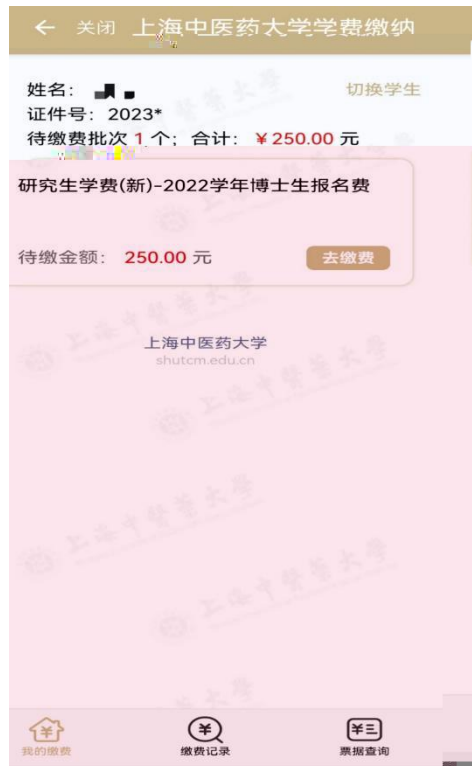 ← 关闭 上海中医药大学学费缴纳
姓名： 切换学生
证件号：2023*
待缴费批次 1 个；合计：￥250.00 元
研究生学费(新)-2022学年博士生报名费
待缴金额： 250.00 元 去缴费
上海中医药大学
shutcm.edu.cn
我的缴费 缴费记录 票据查询